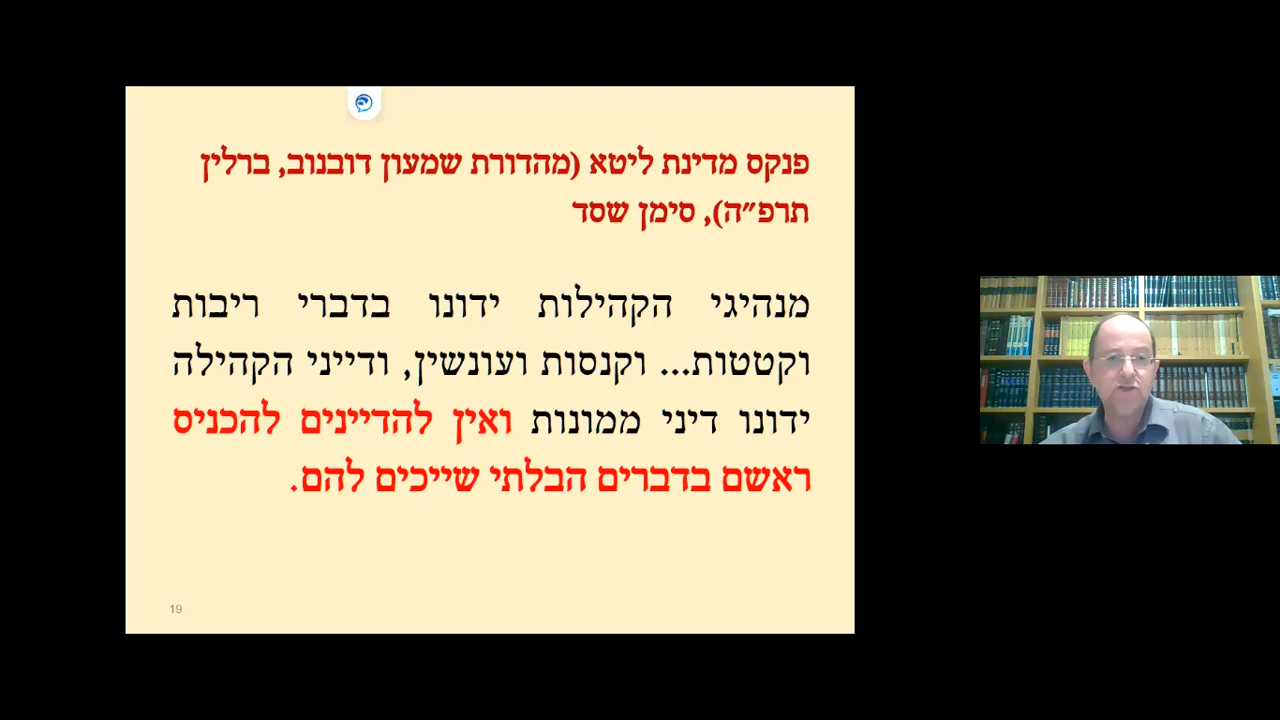 פנקס מדינת ליטא (מהדורת שמעון דובנוב, ברלין
תרפ״ה), סימן שסד
מנהיגי הקהילות ידונו בדברי ריבות
וקטטות... וקנסות ועונשין, ודייני הקהילה
ידונו דיני ממונות ואין להדיינים להכניס
ראשם בדברים הבלתי שייכים להם.
19